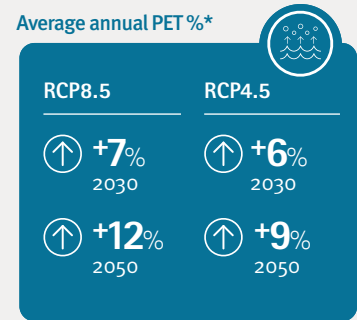 Average annual PET %*
RCP8.5
RCP4.5
+7%
2030
+6%
2030
+12%
2050
+9%
2050